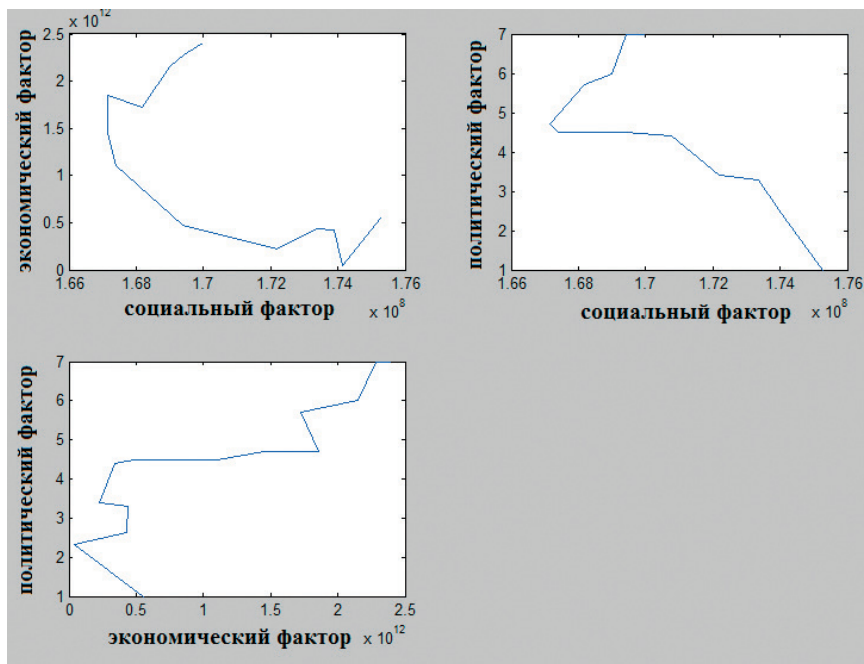 x 10^12
2.5
2
1.5
1
0.5
0
экономический фактор
1.66 1.68 1.7 1.72 1.74 1.76
социальный фактор x 10^8
7
6
5
4
3
2
1
политический фактор
1.66 1.68 1.7 1.72 1.74 1.76
социальный фактор x 10^8
7
6
5
4
3
2
1
политический фактор
0 0.5 1 1.5 2 2.5
экономический фактор x 10^12